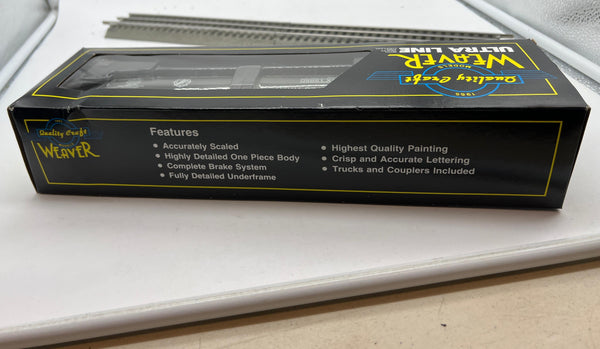 Quality Craft
1966
MODELS
WEAVER
ULTRA LINE
Quality Craft
WEAVER
Features
• Accurately Scaled
• Highly Detailed One Piece Body
• Complete Brake System
• Fully Detailed Underframe
• Highest Quality Painting
• Crisp and Accurate Lettering
• Trucks and Couplers Included